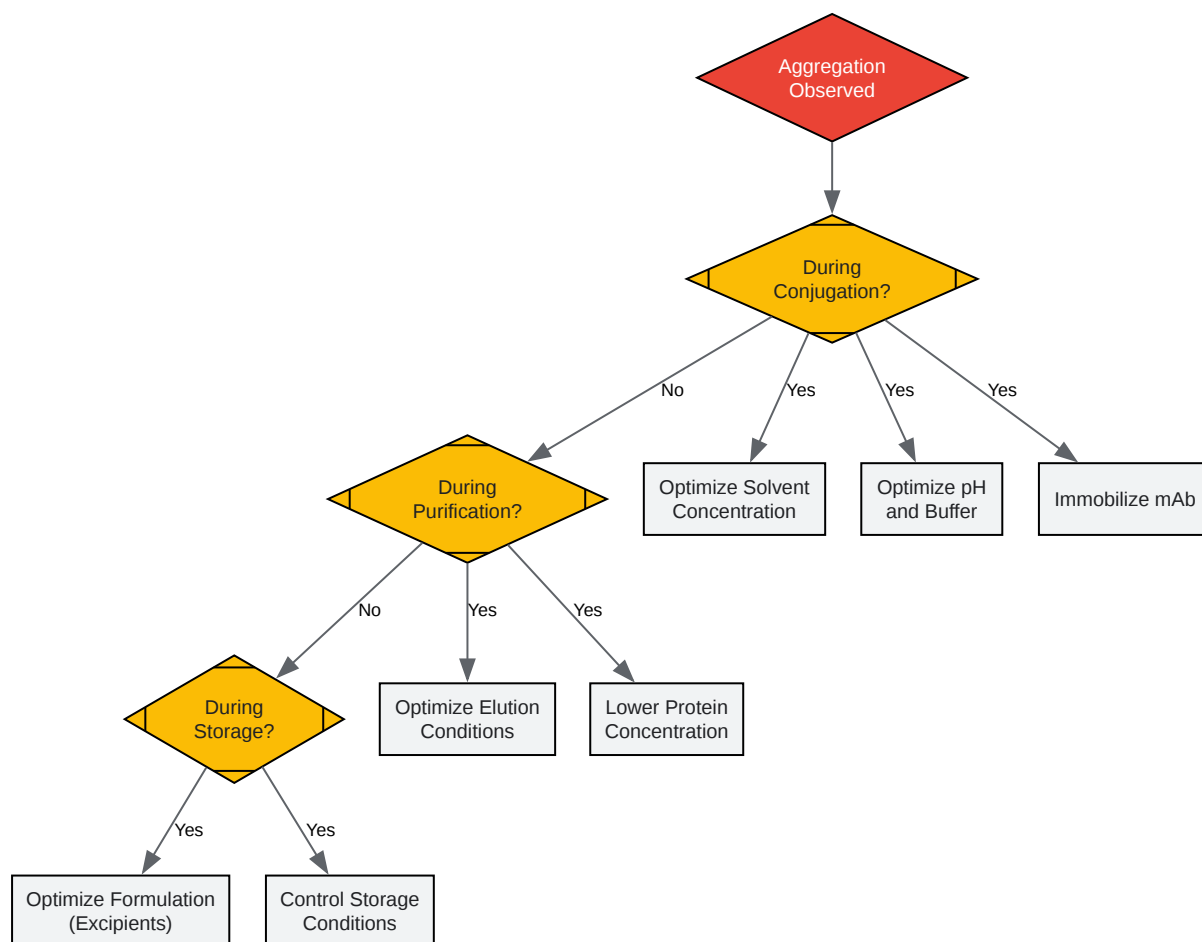 Aggregation
Observed
During
Conjugation?
No
Yes
Yes
Yes
During
Purification?
Optimize Solvent
Concentration
Optimize pH
and Buffer
Immobilize mAb
No
Yes
Yes
During
Storage?
Optimize Elution
Conditions
Lower Protein
Concentration
Yes
Yes
Optimize Formulation
(Excipients)
Control Storage
Conditions